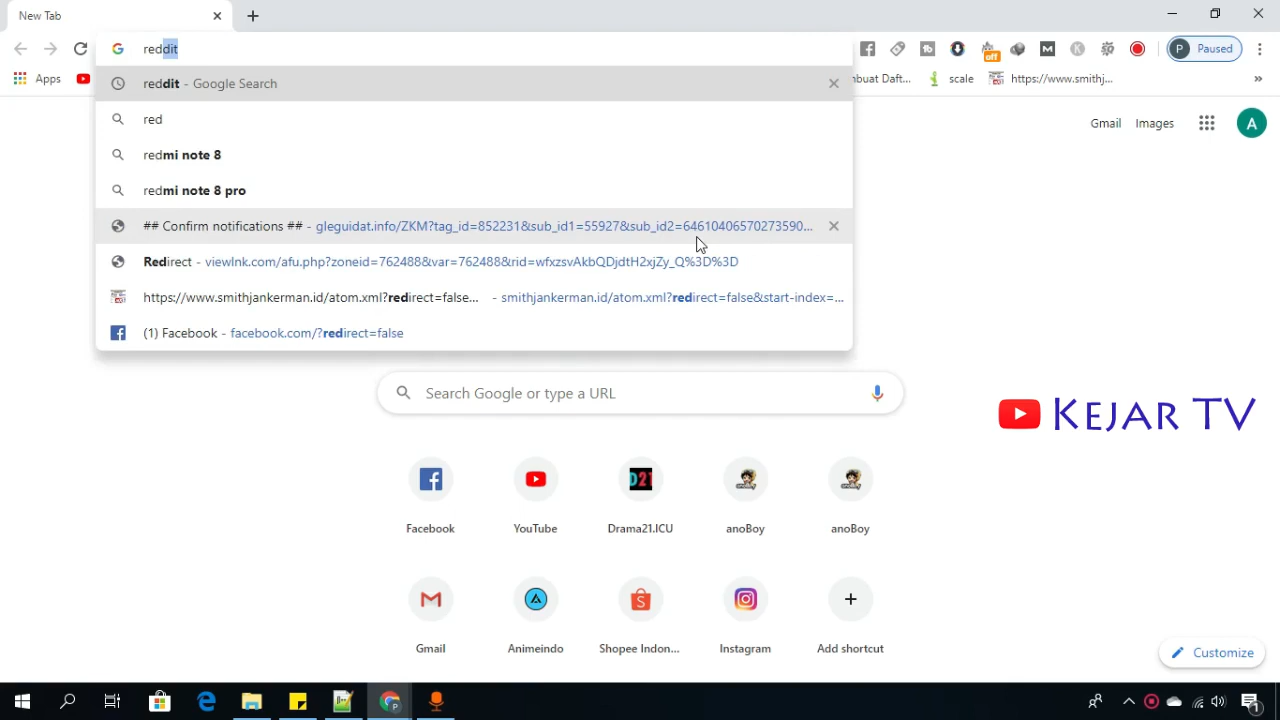 New Tab
reddit
Paused
Apps
buat Daft...
scale
https://www.smithj...
reddit - Google Search
red
redmi note 8
redmi note 8 pro
## Confirm notifications ## - gleguidat.info/ZKM?tag_id=852231&sub_id1=55927&sub_id2=64610406570273590...
Redirect - viewlnk.com/afu.php?zoneid=762488&var=762488&rid=wfxzsvAkbQDjdtH2xjZy_Q%3D%3D
https://www.smithjankerman.id/atom.xml?redirect=false... - smithjankerman.id/atom.xml?redirect=false&start-index=...
(1) Facebook - facebook.com/?redirect=false
Gmail
Images
A
Search Google or type a URL
KEJAR TV
Facebook
YouTube
Drama21.ICU
anoBoy
anoBoy
Gmail
Animeindo
Shopee Indon...
Instagram
Add shortcut
Customize